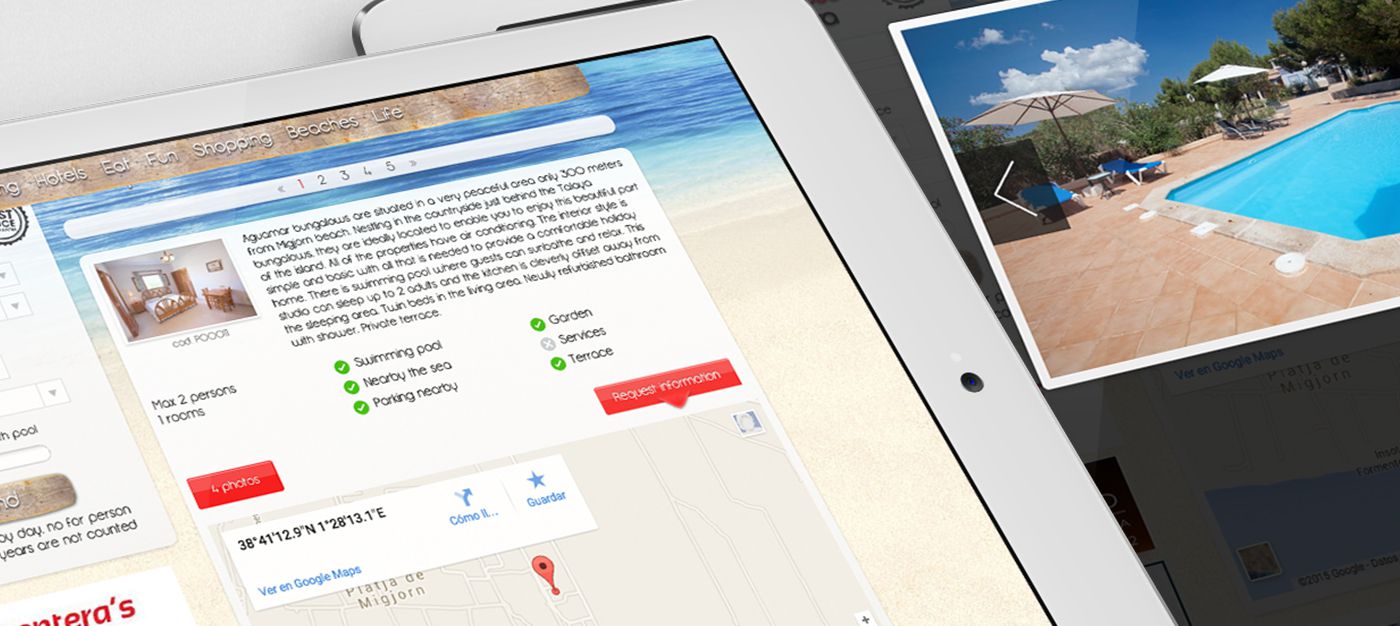 Hotels · Eat · Fun · Shopping · Beaches · Life
« 1 2 3 4 5 »
Aguamar bungalows are situated in a very peaceful area only 300 meters
from Migjorn beach. Nestling in the countryside just behind the Talaya
bungalows, they are ideally located to enable you to enjoy this beautiful part
of the island. All of the properties have air conditioning. The interior style is
simple and basic with all that is needed to provide a comfortable holiday
home. There is swimming pool where guests can sunbathe and relax. This
studio can sleep up to 2 adults and the kitchen is cleverly offset away from
the sleeping area. Twin beds in the living area. Newly refurbished bathroom
with shower. Private terrace.
Max 2 persons
1 rooms
Swimming pool
Nearby the sea
Parking nearby
Garden
Services
Terrace
Request information
4 photos
38°41'12.9"N 1°28'13.1"E
Cómo ll...
Guardar
Ver en Google Maps
Platja de
Migjorn
pool
by day, no for person
years are not counted
entera's
Ver en Google Maps
Platja de
Migjorn
©2015 Google - Datos